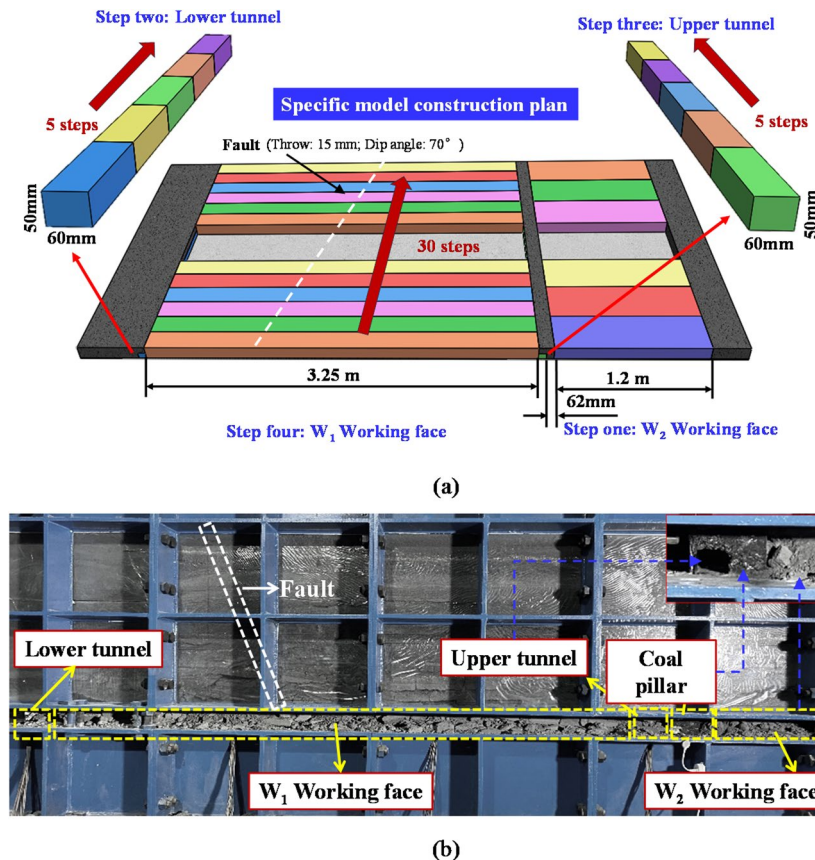 Step two: Lower tunnel
Step three: Upper tunnel
5 steps
Specific model construction plan
5 steps
Fault (Throw: 15 mm; Dip angle: 70°)
50mm
60mm
60mm
50mm
30 steps
3.25 m
1.2 m
62mm
Step four: W₁ Working face
Step one: W₂ Working face
(a)
Fault
Lower tunnel
Upper tunnel
Coal
pillar
W₁ Working face
W₂ Working face
(b)